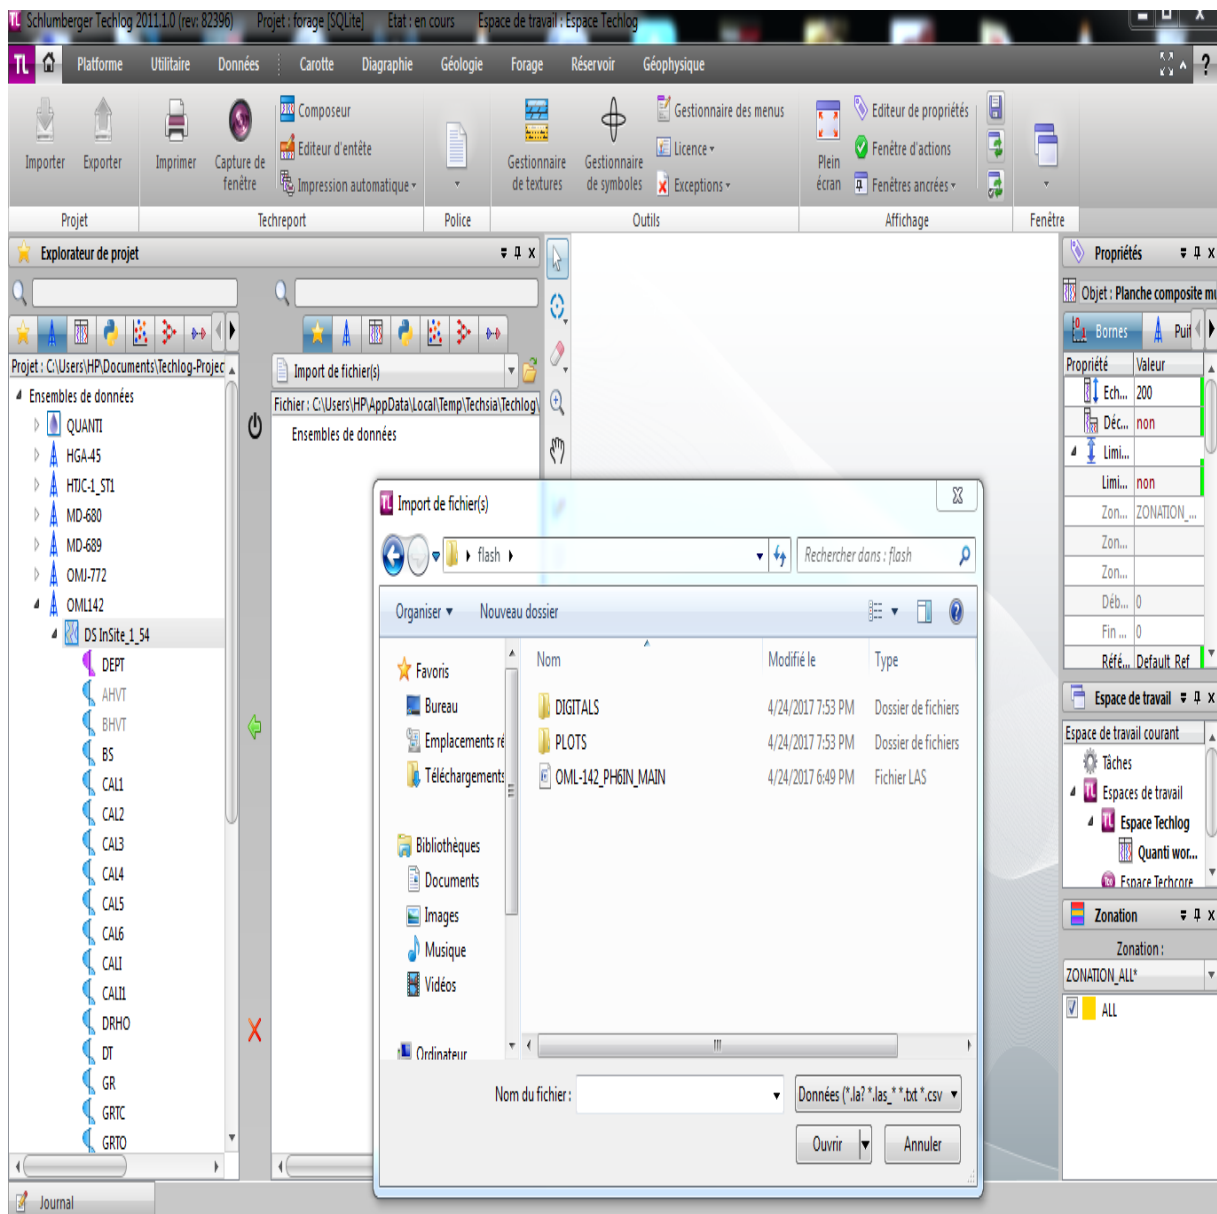 Schlumberger Techlog 2011.1.0 (rev: 82396) Projet : forage [SQLite] Etat : en cours Espace de travail : Espace Techlog
TL Platforme Utilitaire Données Carotte Diagraphie Géologie Forage Réservoir Géophysique ?
Importer
Exporter
Imprimer
Capture de fenêtre
Composeur
Editeur d'entête
Impression automatique
Gestionnaire de textures
Gestionnaire de symboles
Gestionnaire des menus
Licence
Exceptions
Plein écran
Editeur de propriétés
Fenêtre d'actions
Fenêtres ancrées
Projet Techreport Police Outils Affichage Fenêtre
Explorateur de projet
Projet : C:\Users\HP\Documents\Techlog-Projec
Ensembles de données
QUANTI
HGA-45
HTJC-1_ST1
MD-680
MD-689
OMJ-772
OML142
DS InSite_1_54
DEPT
AHVT
BHVT
BS
CAL1
CAL2
CAL3
CAL4
CAL5
CAL6
CALI
CALI1
DRHO
DT
GR
GRTC
GRTO
Journal
Import de fichier(s)
Fichier : C:\Users\HP\AppData\Local\Temp\Techsia\Techlog\
Ensembles de données
TL Import de fichier(s)
flash
Rechercher dans : flash
Organiser Nouveau dossier
Favoris
Bureau
Emplacements ré
Téléchargements
Bibliothèques
Documents
Images
Musique
Vidéos
Ordinateur
Nom Modifié le Type
DIGITALS 4/24/2017 7:53 PM Dossier de fichiers
PLOTS 4/24/2017 7:53 PM Dossier de fichiers
OML-142_PH6IN_MAIN 4/24/2017 6:49 PM Fichier LAS
Nom du fichier :
Données (*.la? *.las_* *.txt *.csv
Ouvrir Annuler
Propriétés
Objet : Planche composite mu
Bornes Puit
Propriété Valeur
Ech... 200
Déc... non
Limi...
Limi... non
Zon... ZONATION_...
Zon...
Zon...
Déb... 0
Fin ... 0
Réfé... Default_Ref
Espace de travail
Espace de travail courant
Tâches
Espaces de travail
Espace Techlog
Quanti wor...
Espace Techcore
Zonation
Zonation :
ZONATION_ALL*
ALL